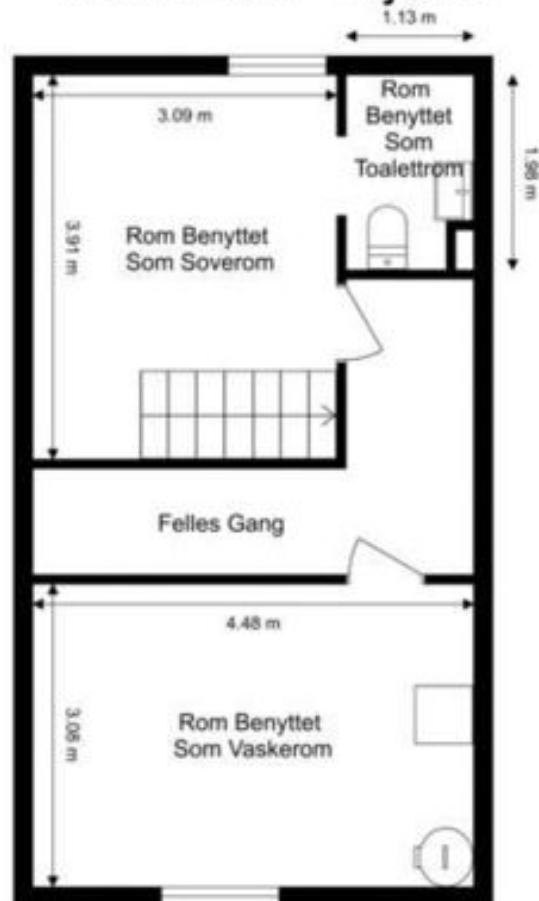 1.13 m
Rom
Benyttet
Som
Toalettrom
3.09 m
1.98 m
3.91 m
Rom Benyttet
Som Soverom
Felles Gang
4.48 m
3.08 m
Rom Benyttet
Som Vaskerom